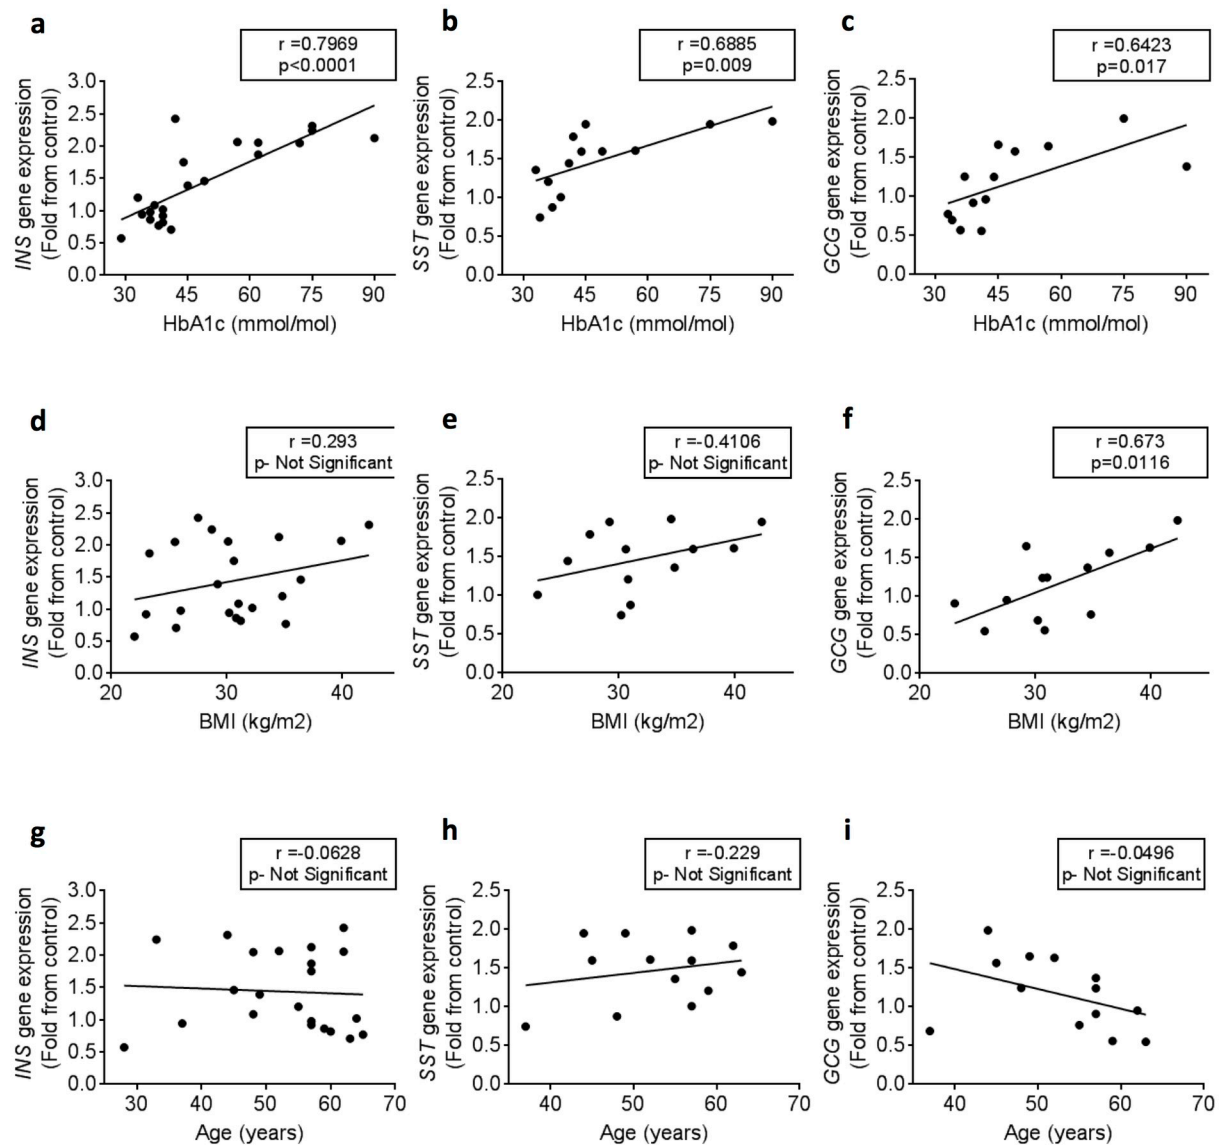 a
r =0.7969
p<0.0001
INS gene expression
(Fold from control)
3.0
2.5
2.0
1.5
1.0
0.5
0.0
30 45 60 75 90
HbA1c (mmol/mol)
b
r =0.6885
p=0.009
SST gene expression
(Fold from control)
2.5
2.0
1.5
1.0
0.5
0.0
30 45 60 75 90
HbA1c (mmol/mol)
c
r =0.6423
p=0.017
GCG gene expression
(Fold from control)
2.5
2.0
1.5
1.0
0.5
0.0
30 45 60 75 90
HbA1c (mmol/mol)
d
r =0.293
p- Not Significant
INS gene expression
(Fold from control)
3.0
2.5
2.0
1.5
1.0
0.5
0.0
20 30 40
BMI (kg/m2)
e
r =-0.4106
p- Not Significant
SST gene expression
(Fold from control)
2.5
2.0
1.5
1.0
0.5
0.0
20 30 40
BMI (kg/m2)
f
r =0.673
p=0.0116
GCG gene expression
(Fold from control)
2.5
2.0
1.5
1.0
0.5
0.0
20 30 40
BMI (kg/m2)
g
r =-0.0628
p- Not Significant
INS gene expression
(Fold from control)
3.0
2.5
2.0
1.5
1.0
0.5
0.0
30 40 50 60 70
Age (years)
h
r =-0.229
p- Not Significant
SST gene expression
(Fold from control)
2.5
2.0
1.5
1.0
0.5
0.0
40 50 60 70
Age (years)
i
r =-0.0496
p- Not Significant
GCG gene expression
(Fold from control)
2.5
2.0
1.5
1.0
0.5
0.0
40 50 60 70
Age (years)